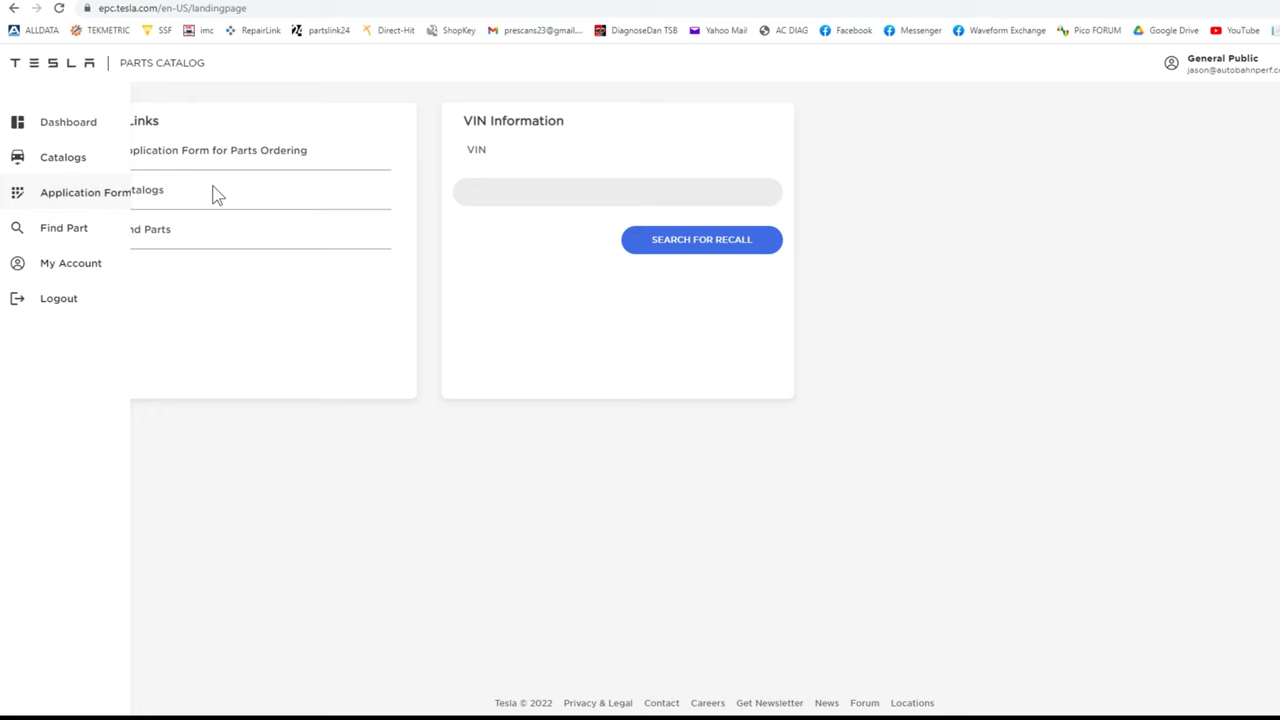 epc.tesla.com/en-US/landingpage
ALLDATA TEKMETRIC SSF imc RepairLink partslink24 Direct-Hit ShopKey prescans23@gmail.... DiagnoseDan TSB Yahoo Mail AC DIAG Facebook Messenger Waveform Exchange Pico FORUM Google Drive YouTube
TESLA | PARTS CATALOG
General Public
jason@autobahnperf.c
Dashboard
Catalogs
Application Form
Find Part
My Account
Logout
Links
pplication Form for Parts Ordering
talogs
nd Parts
VIN Information
VIN
SEARCH FOR RECALL
Tesla © 2022 Privacy & Legal Contact Careers Get Newsletter News Forum Locations